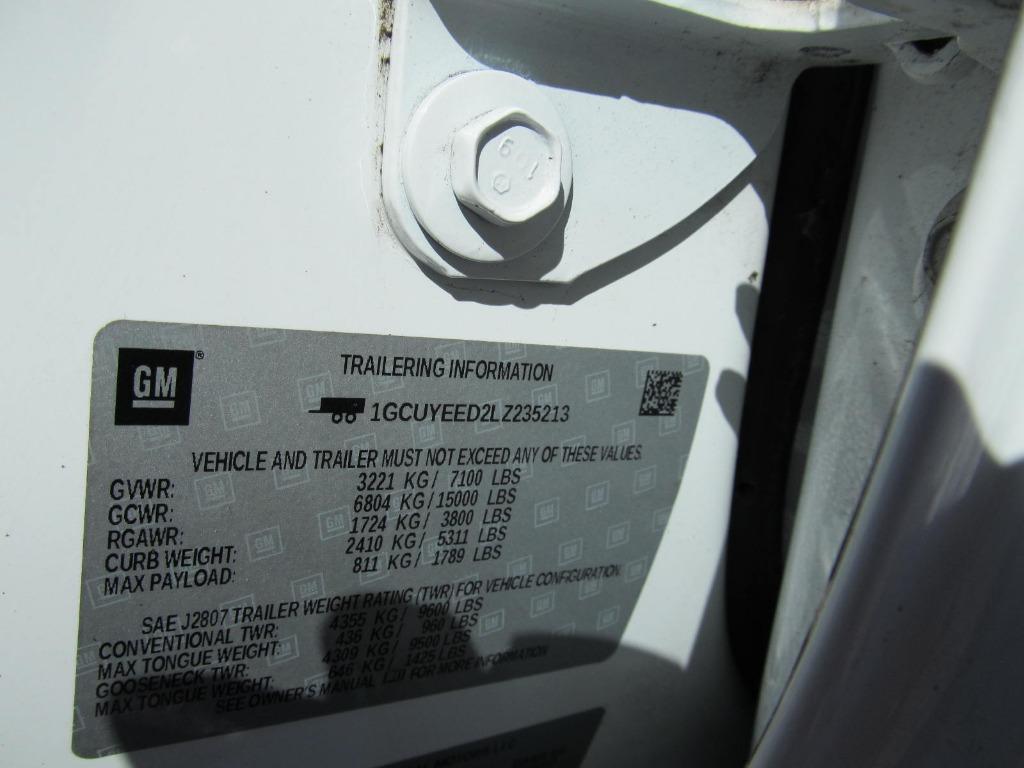 601
GM®
TRAILERING INFORMATION
1GCUYEED2LZ235213
VEHICLE AND TRAILER MUST NOT EXCEED ANY OF THESE VALUES.
GVWR: 3221 KG/ 7100 LBS
GCWR: 6804 KG/15000 LBS
RGAWR: 1724 KG/ 3800 LBS
CURB WEIGHT: 2410 KG/ 5311 LBS
MAX PAYLOAD: 811 KG/ 1789 LBS
SAE J2807 TRAILER WEIGHT RATING (TWR) FOR VEHICLE CONFIGURATION.
CONVENTIONAL TWR: 4355 KG/ 9600 LBS
MAX TONGUE WEIGHT: 436 KG/ 960 LBS
GOOSENECK TWR: 4309 KG/ 9500 LBS
MAX TONGUE WEIGHT: 646 KG/ 1425 LBS
SEE OWNER'S MANUAL FOR MORE INFORMATION
MOTORS LLC